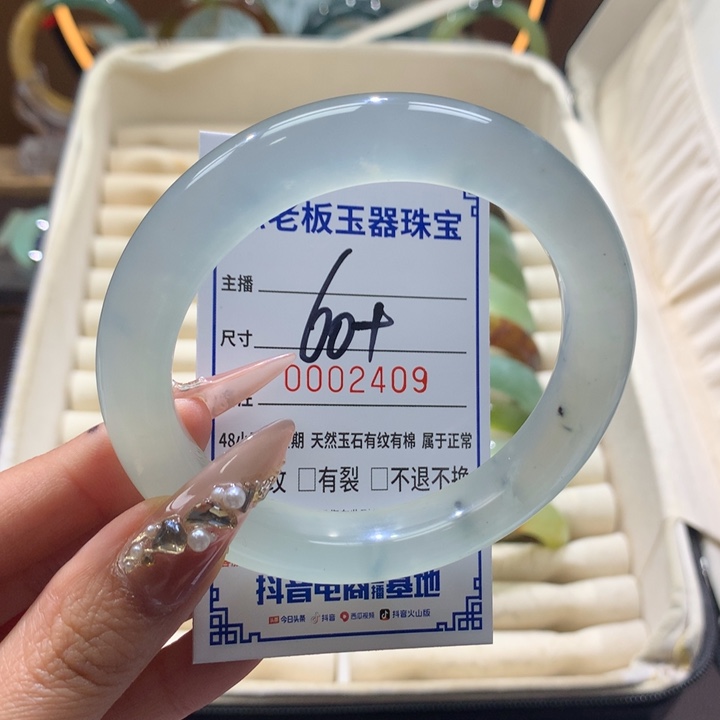 老板玉器珠宝
主播
尺寸 60+
0002409
48小 期 天然玉石有纹有棉 属于正常
纹 □有裂 □不退不换
抖音电商直播基地
今日头条 抖音 西瓜视频 抖音火山版